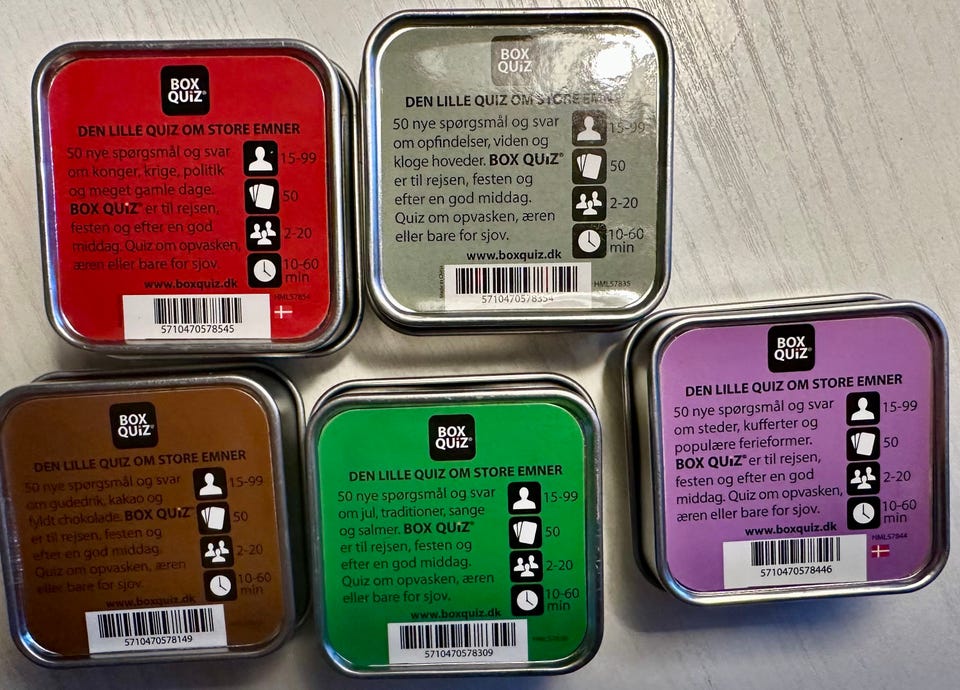 BOX
QUiZ®
DEN LILLE QUIZ OM STORE EMNER
50 nye spørgsmål og svar
om konger, krige, politik
og meget gamle dage.
BOX QUiZ® er til rejsen,
festen og efter en god
middag. Quiz om opvasken,
æren eller bare for sjov.
15-99
50
2-20
10-60
min
www.boxquiz.dk
HML57854
5710470578545
BOX
QUiZ
DEN LILLE QUIZ OM STORE EMNER
50 nye spørgsmål og svar
om opfindelser, viden og
kloge hoveder. BOX QUiZ®
er til rejsen, festen og
efter en god middag.
Quiz om opvasken, æren
eller bare for sjov.
15-99
50
2-20
10-60
min
www.boxquiz.dk
Made in China
HML57835
5710470578354
BOX
QUiZ®
DEN LILLE QUIZ OM STORE EMNER
50 nye spørgsmål og svar
om gudedrik, kakao og
fyldt chokolade. BOX QUiZ®
er til rejsen, festen og
efter en god middag.
Quiz om opvasken, æren
eller bare for sjov.
15-99
50
2-20
10-60
min
www.boxquiz.dk
5710470578149
BOX
QUiZ®
DEN LILLE QUIZ OM STORE EMNER
50 nye spørgsmål og svar
om jul, traditioner, sange
og salmer. BOX QUiZ®
er til rejsen, festen og
efter en god middag.
Quiz om opvasken, æren
eller bare for sjov.
15-99
50
2-20
10-60
min
www.boxquiz.dk
5710470578309
BOX
QUiZ®
DEN LILLE QUIZ OM STORE EMNER
50 nye spørgsmål og svar
om steder, kufferter og
populære ferieformer.
BOX QUiZ® er til rejsen,
festen og efter en god
middag. Quiz om opvasken,
æren eller bare for sjov.
15-99
50
2-20
10-60
min
www.boxquiz.dk
HML57844
5710470578446